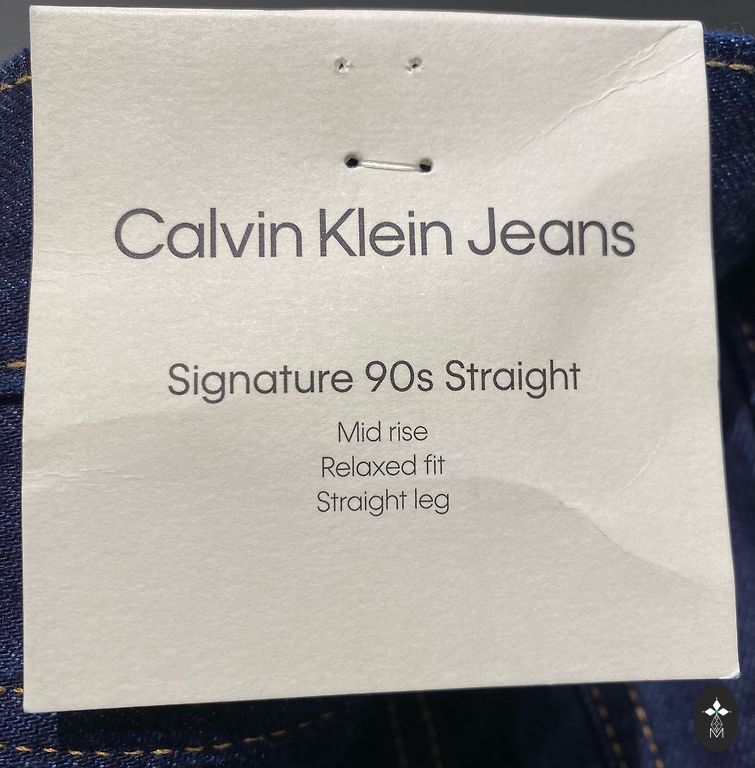 Calvin Klein Jeans
Signature 90s Straight
Mid rise
Relaxed fit
Straight leg
M